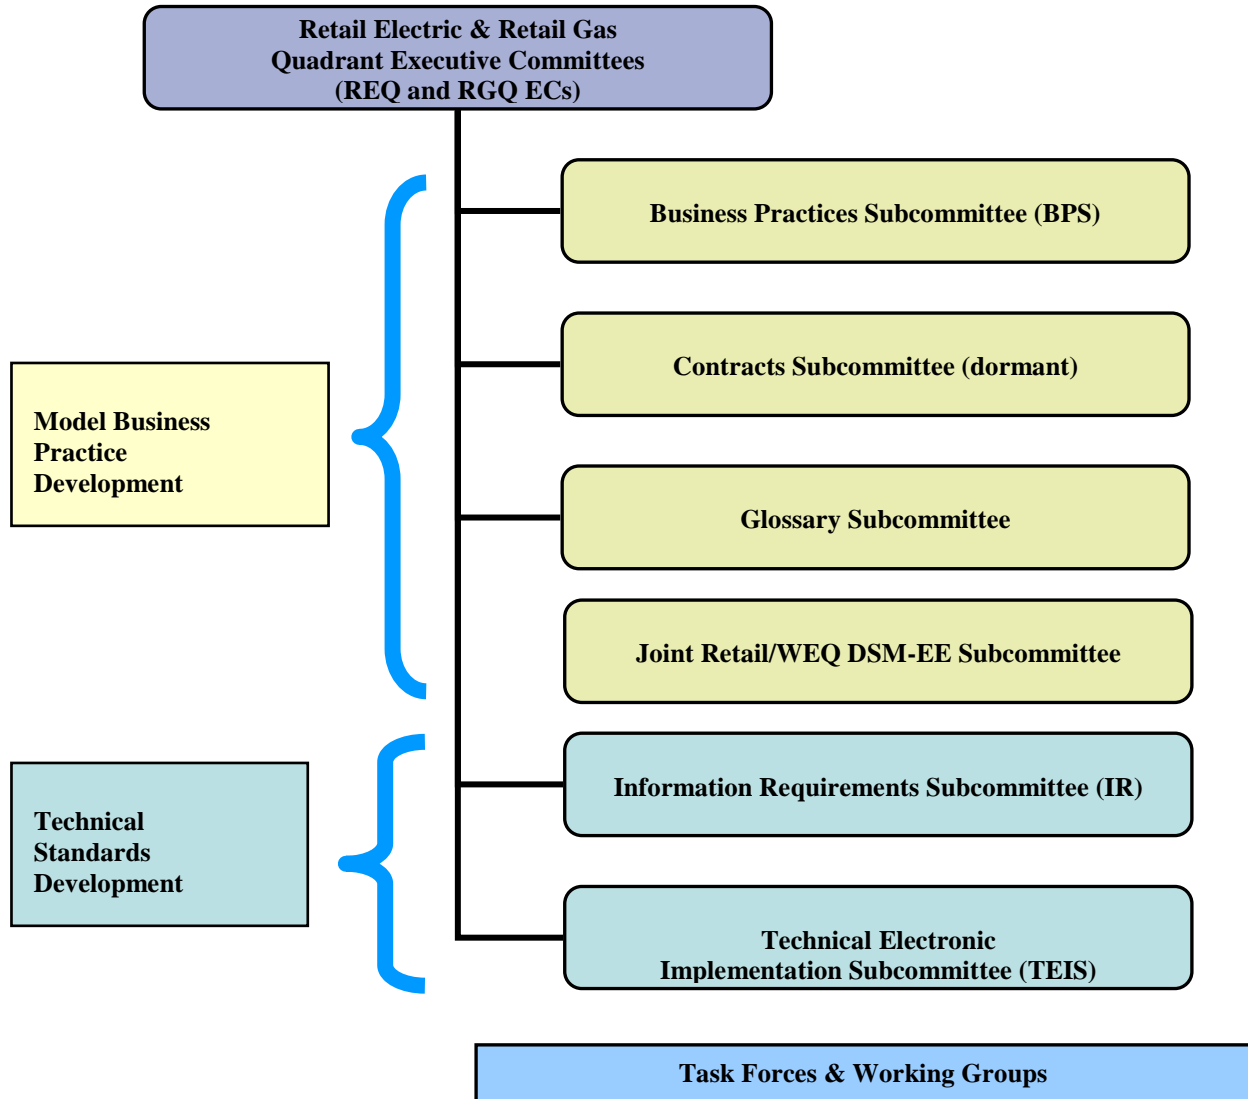 Retail Electric & Retail Gas
Quadrant Executive Committees
(REQ and RGQ ECs)
Business Practices Subcommittee (BPS)
Contracts Subcommittee (dormant)
Model Business
Practice
Development
Glossary Subcommittee
Joint Retail/WEQ DSM-EE Subcommittee
Information Requirements Subcommittee (IR)
Technical
Standards
Development
Technical Electronic
Implementation Subcommittee (TEIS)
Task Forces & Working Groups